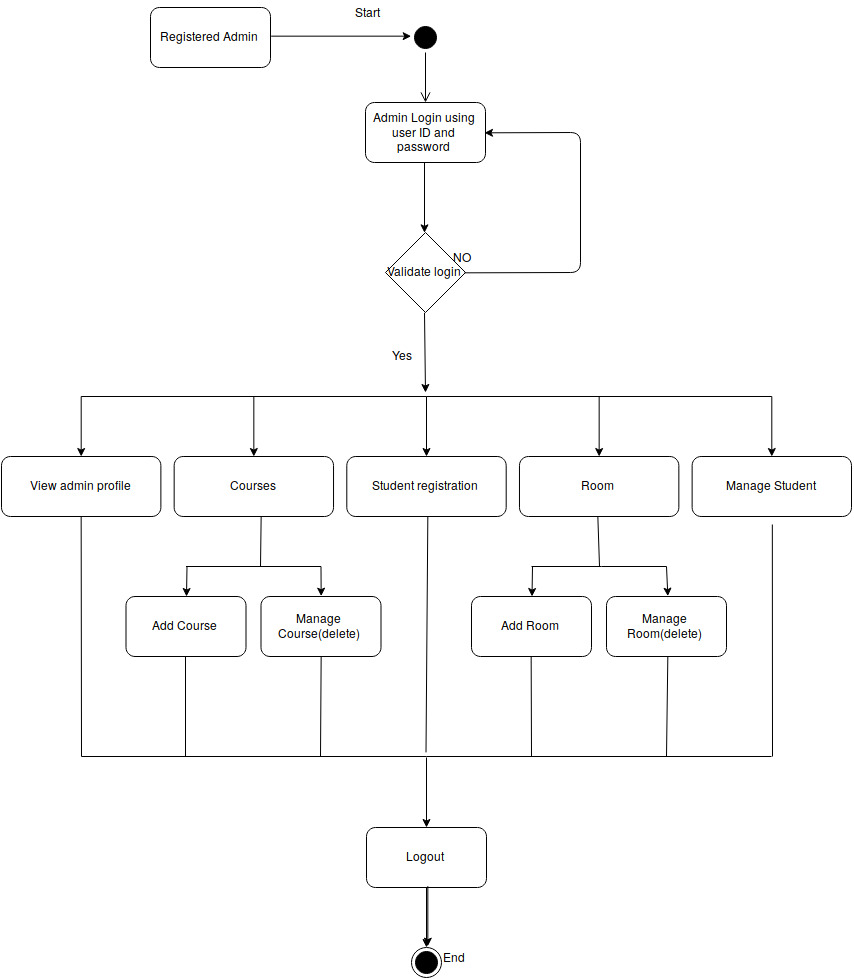 Start
Registered Admin
Admin Login using
user ID and
password
NO
Validate login
Yes
View admin profile
Courses
Student registration
Room
Manage Student
Add Course
Manage
Course(delete)
Add Room
Manage
Room(delete)
Logout
End